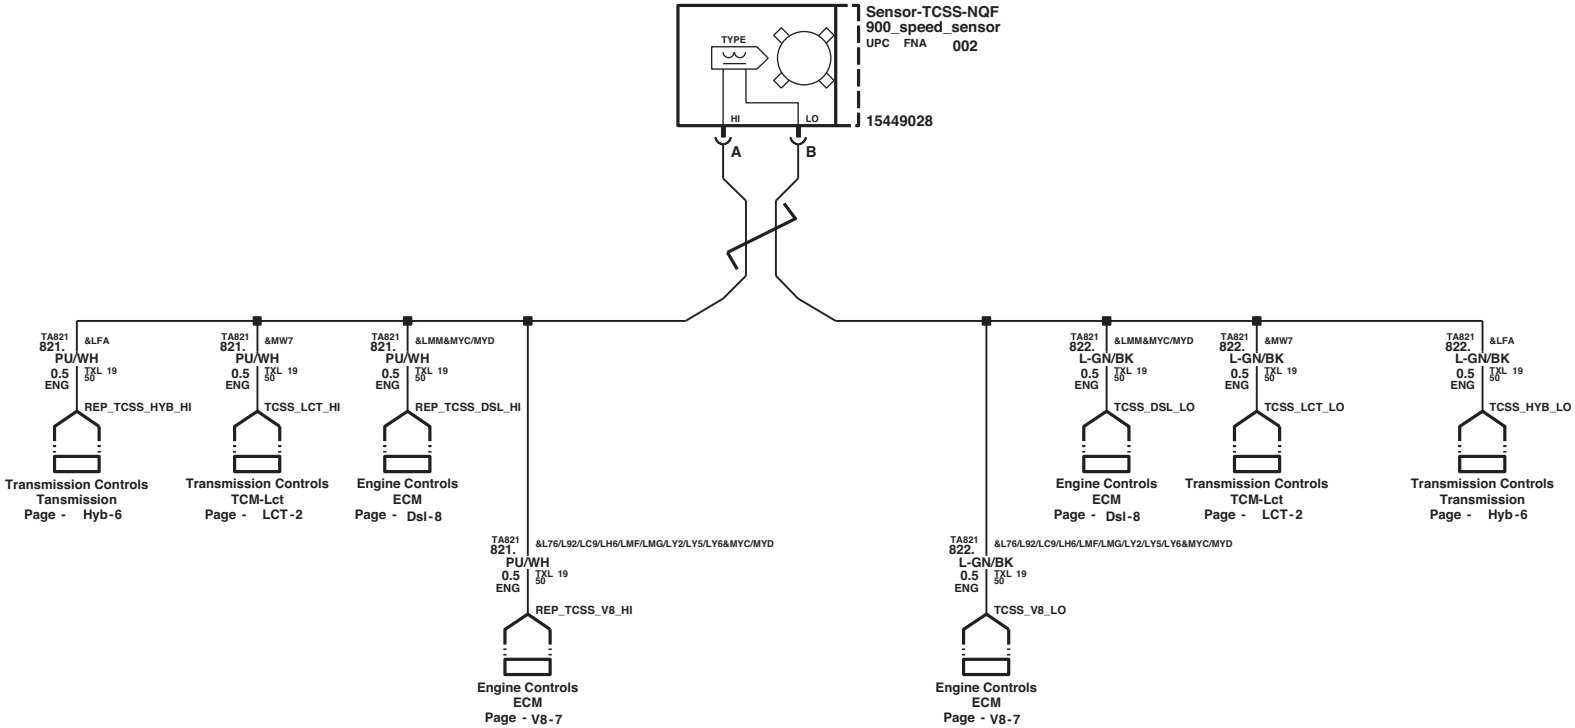 Sensor-TCSS-NQF
900_speed_sensor
UPC FNA 002
TYPE
15449028
HI LO
A B
TA821
821.
&LFA
PU/WH
0.5 TXL 19
50
ENG
REP_TCSS_HYB_HI
Transmission Controls
Tansmission
Page - Hyb-6
TA821
821.
&MW7
PU/WH
0.5 TXL 19
50
ENG
TCSS_LCT_HI
Transmission Controls
TCM-Lct
Page - LCT-2
TA821
821.
&LMM&MYC/MYD
PU/WH
0.5 TXL 19
50
ENG
REP_TCSS_DSL_HI
Engine Controls
ECM
Page - Dsl-8
TA821
821.
&L76/L92/LC9/LH6/LMF/LMG/LY2/LY5/LY6&MYC/MYD
PU/WH
0.5 TXL 19
50
ENG
REP_TCSS_V8_HI
Engine Controls
ECM
Page - V8-7
TA821
822.
&L76/L92/LC9/LH6/LMF/LMG/LY2/LY5/LY6&MYC/MYD
L-GN/BK
0.5 TXL 19
50
ENG
TCSS_V8_LO
Engine Controls
ECM
Page - V8-7
TA821
822.
&LMM&MYC/MYD
L-GN/BK
0.5 TXL 19
50
ENG
TCSS_DSL_LO
Engine Controls
ECM
Page - Dsl-8
TA821
822.
&MW7
L-GN/BK
0.5 TXL 19
50
ENG
TCSS_LCT_LO
Transmission Controls
TCM-Lct
Page - LCT-2
TA821
822.
&LFA
L-GN/BK
0.5 TXL 19
50
ENG
TCSS_HYB_LO
Transmission Controls
Transmission
Page - Hyb-6